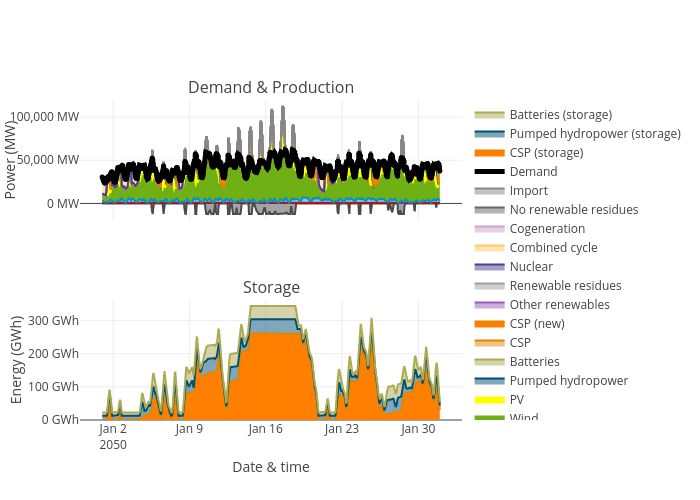 Demand & Production
Power (MW)
100,000 MW
50,000 MW
0 MW
Storage
Energy (GWh)
300 GWh
200 GWh
100 GWh
0 GWh
Jan 2
2050
Jan 9
Jan 16
Jan 23
Jan 30
Date & time
Batteries (storage)
Pumped hydropower (storage)
CSP (storage)
Demand
Import
No renewable residues
Cogeneration
Combined cycle
Nuclear
Renewable residues
Other renewables
CSP (new)
CSP
Batteries
Pumped hydropower
PV
Wind